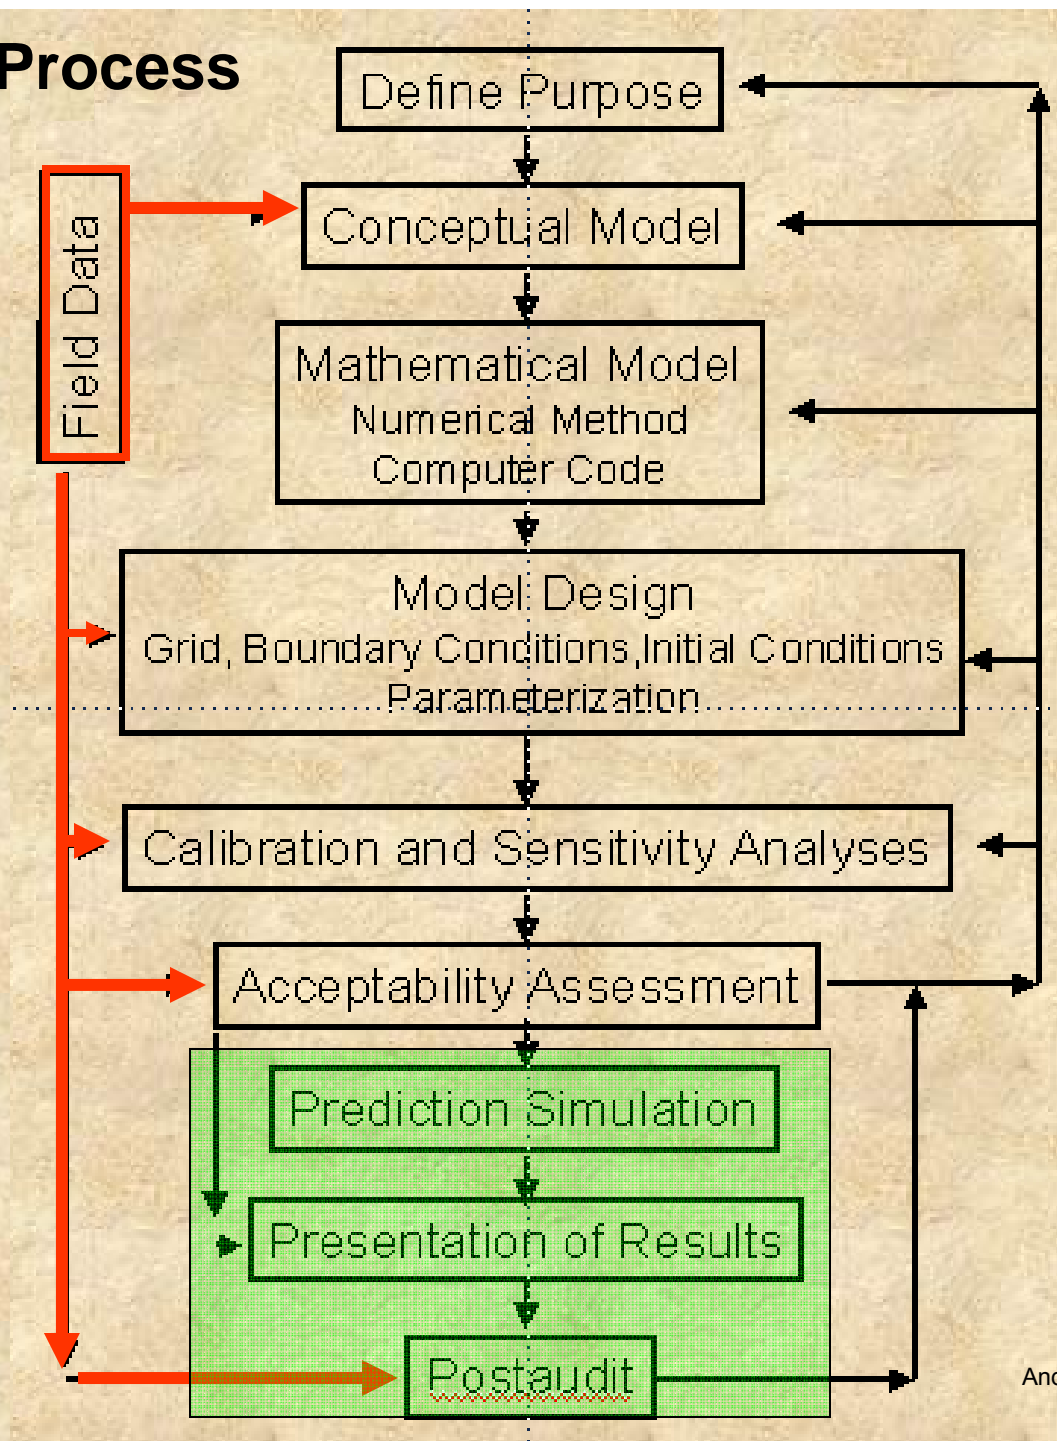 Process
Define Purpose
Field Data
Conceptual Model
Mathematical Model
Numerical Method
Computer Code
Model Design
Grid, Boundary Conditions,Initial Conditions
Parameterization
Calibration and Sensitivity Analyses
Acceptability Assessment
Prediction Simulation
Presentation of Results
Postaudit